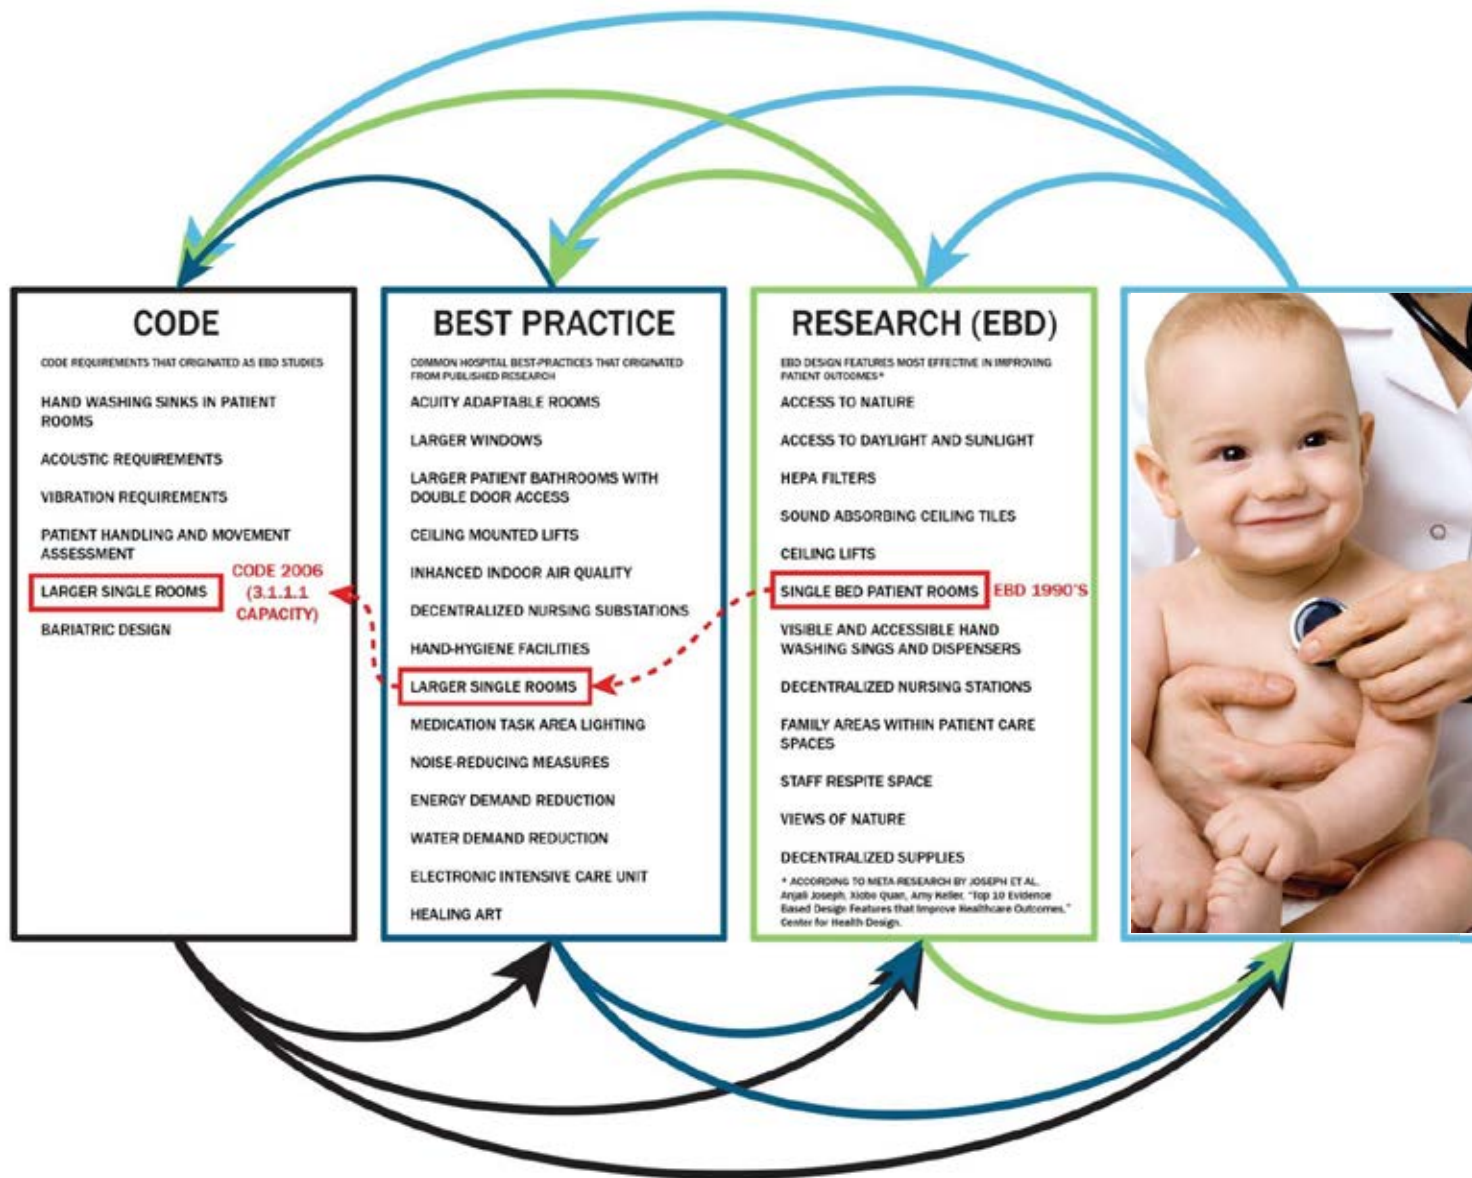 CODE
CODE REQUIREMENTS THAT ORIGINATED AS EBD STUDIES
HAND WASHING SINKS IN PATIENT
ROOMS
ACOUSTIC REQUIREMENTS
VIBRATION REQUIREMENTS
PATIENT HANDLING AND MOVEMENT
ASSESSMENT
LARGER SINGLE ROOMS
CODE 2006
(3.1.1.1
CAPACITY)
BARIATRIC DESIGN
BEST PRACTICE
COMMON HOSPITAL BEST-PRACTICES THAT ORIGINATED
FROM PUBLISHED RESEARCH
ACUITY ADAPTABLE ROOMS
LARGER WINDOWS
LARGER PATIENT BATHROOMS WITH
DOUBLE DOOR ACCESS
CEILING MOUNTED LIFTS
INHANCED INDOOR AIR QUALITY
DECENTRALIZED NURSING SUBSTATIONS
HAND-HYGIENE FACILITIES
LARGER SINGLE ROOMS
MEDICATION TASK AREA LIGHTING
NOISE-REDUCING MEASURES
ENERGY DEMAND REDUCTION
WATER DEMAND REDUCTION
ELECTRONIC INTENSIVE CARE UNIT
HEALING ART
RESEARCH (EBD)
EBD DESIGN FEATURES MOST EFFECTIVE IN IMPROVING
PATIENT OUTCOMES*
ACCESS TO NATURE
ACCESS TO DAYLIGHT AND SUNLIGHT
HEPA FILTERS
SOUND ABSORBING CEILING TILES
CEILING LIFTS
SINGLE BED PATIENT ROOMS
EBD 1990'S
VISIBLE AND ACCESSIBLE HAND
WASHING SINGS AND DISPENSERS
DECENTRALIZED NURSING STATIONS
FAMILY AREAS WITHIN PATIENT CARE
SPACES
STAFF RESPITE SPACE
VIEWS OF NATURE
DECENTRALIZED SUPPLIES
* ACCORDING TO META-RESEARCH BY JOSEPH ET AL.
Anjali Joseph, Xiobo Quan, Amy Keller, "Top 10 Evidence
Based Design Features that Improve Healthcare Outcomes,"
Center for Health Design.